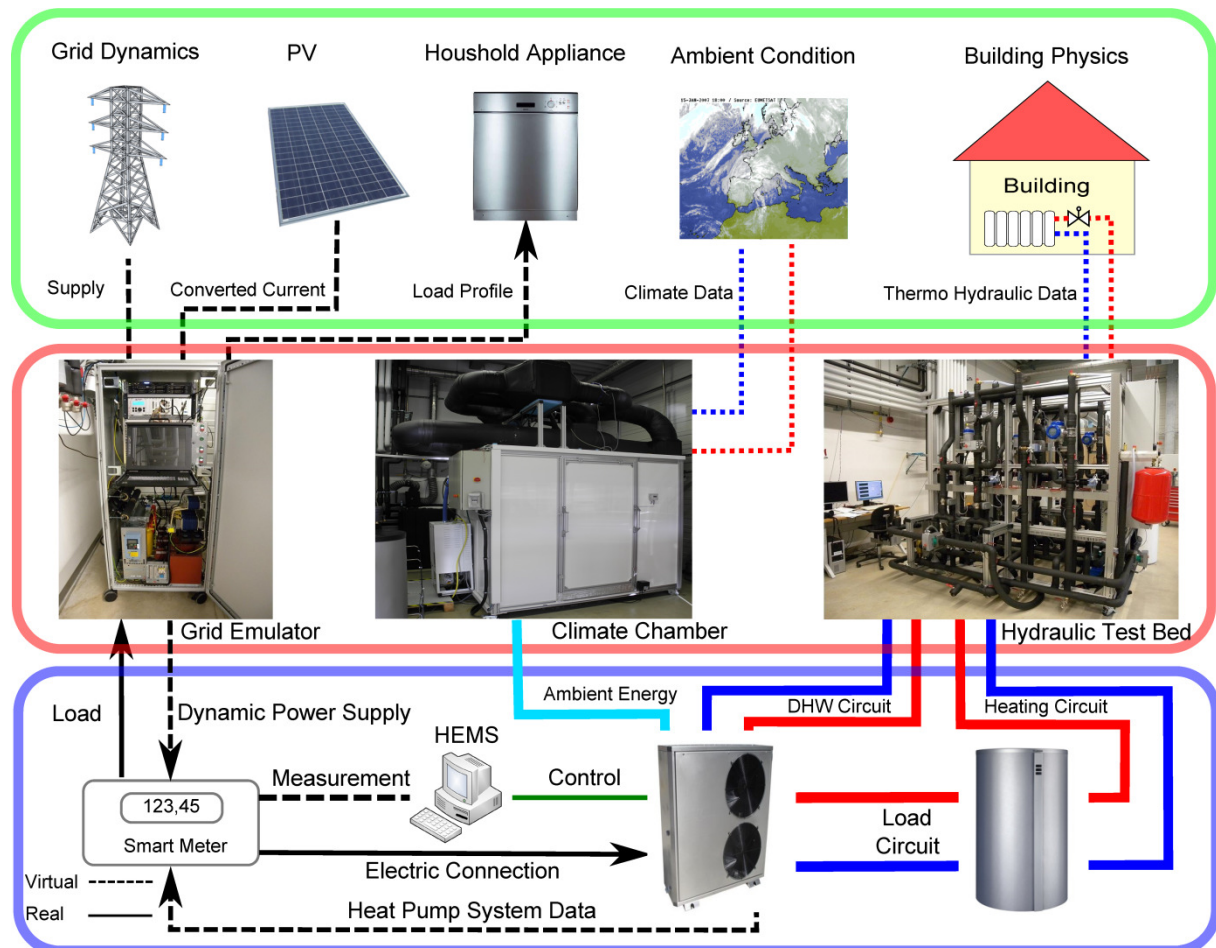 Grid Dynamics
PV
Houshold Appliance
Ambient Condition
Building Physics
Building
Supply
Converted Current
Load Profile
Climate Data
Thermo Hydraulic Data
Grid Emulator
Climate Chamber
Hydraulic Test Bed
Load
Dynamic Power Supply
Ambient Energy
DHW Circuit
Heating Circuit
HEMS
Measurement
Control
123,45
Smart Meter
Load
Circuit
Electric Connection
Virtual
Real
Heat Pump System Data